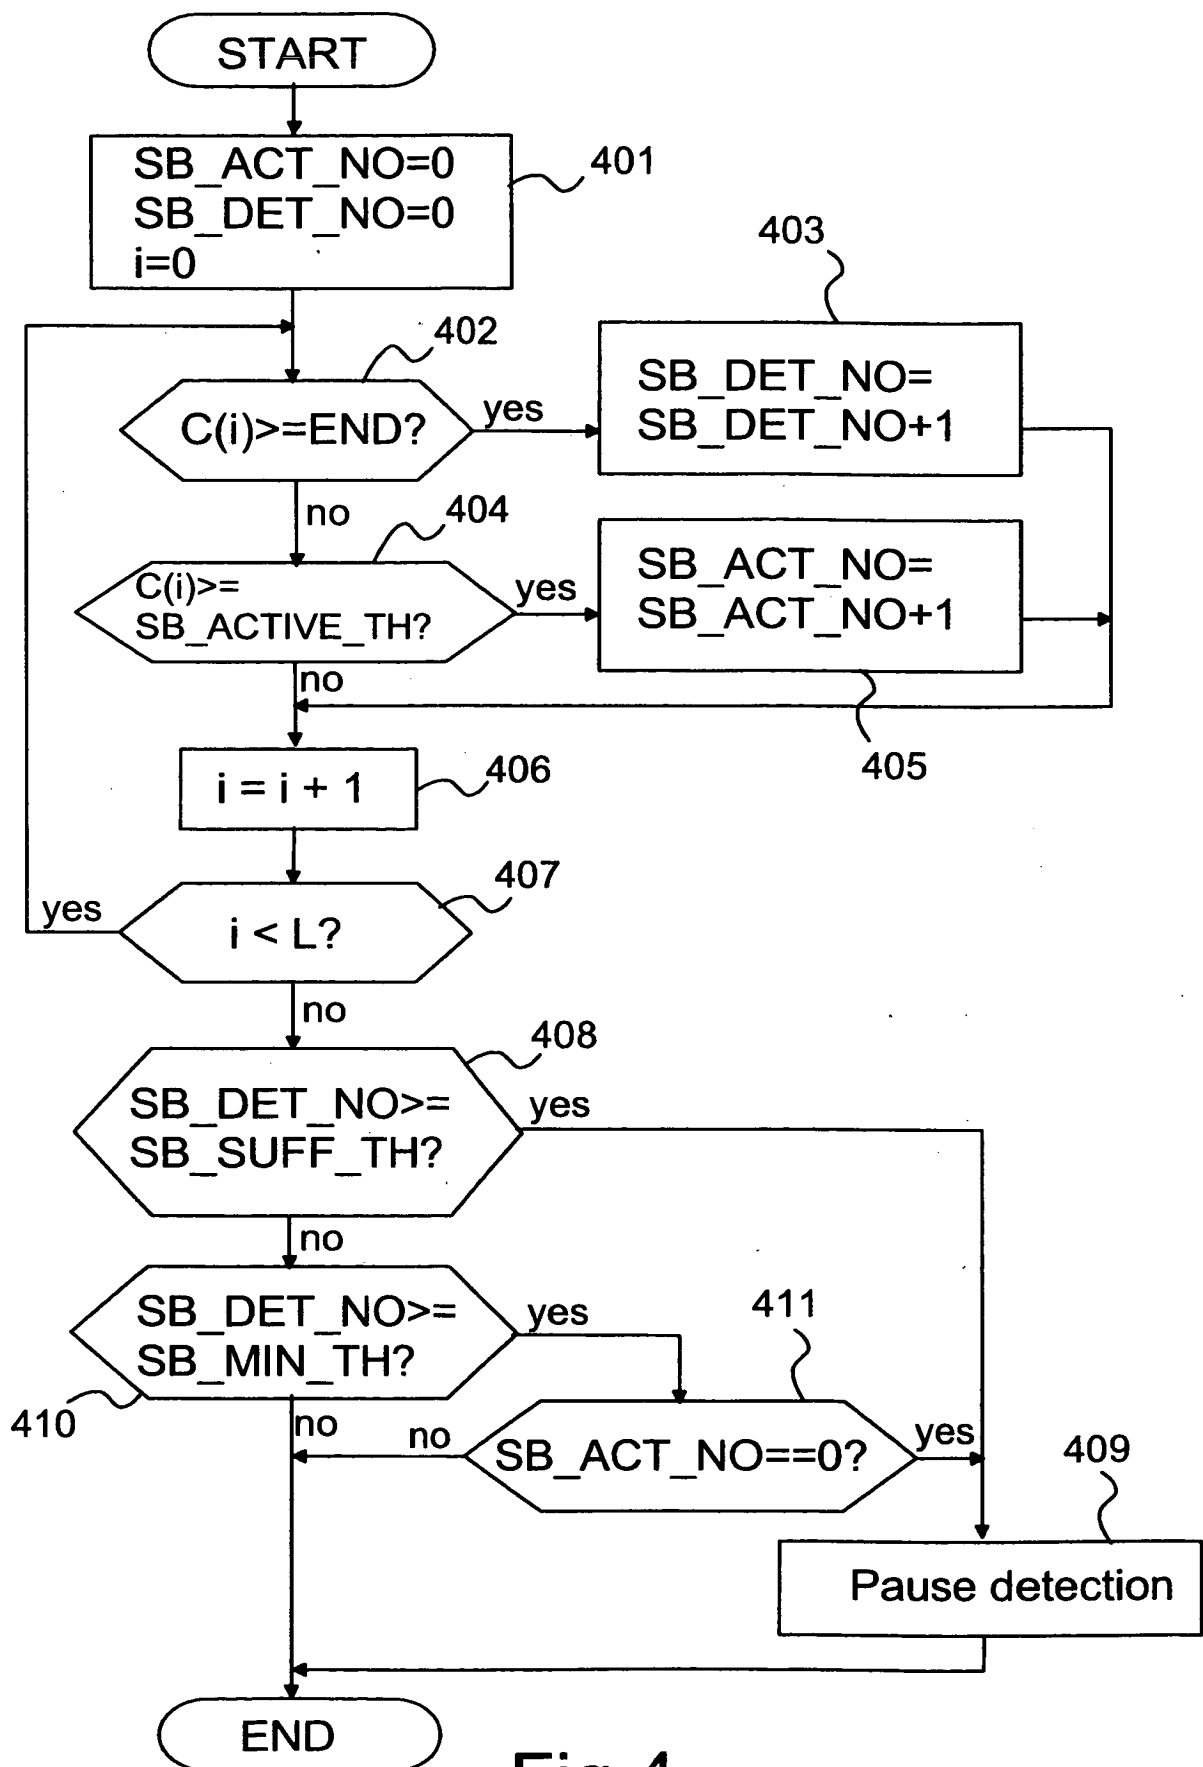 START
SB_ACT_NO=0
SB_DET_NO=0
i=0
401
403
402
C(i)>=END?
yes
SB_DET_NO=
SB_DET_NO+1
no
404
C(i)>=
SB_ACTIVE_TH?
yes
SB_ACT_NO=
SB_ACT_NO+1
no
405
i = i + 1
406
407
yes
i < L?
no
408
SB_DET_NO>=
SB_SUFF_TH?
yes
no
SB_DET_NO>=
SB_MIN_TH?
yes
411
410
no
no
SB_ACT_NO==0?
yes
409
Pause detection
END
Fig 4